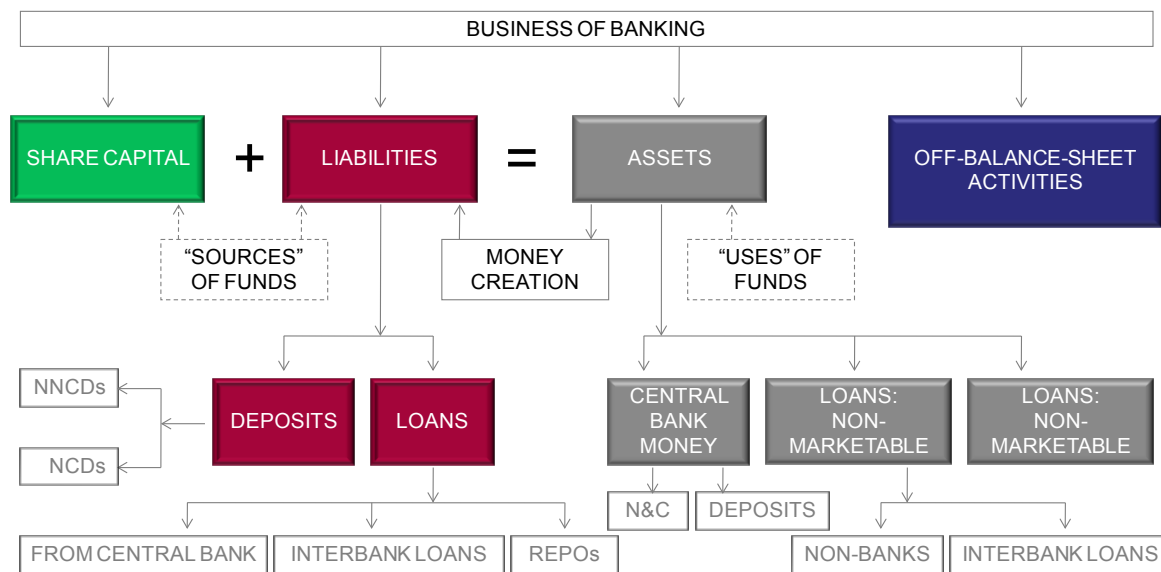 BUSINESS OF BANKING
SHARE CAPITAL
+
LIABILITIES
=
ASSETS
OFF-BALANCE-SHEET
ACTIVITIES
“SOURCES”
OF FUNDS
MONEY
CREATION
“USES” OF
FUNDS
NNCDs
NCDs
DEPOSITS
LOANS
CENTRAL
BANK
MONEY
LOANS:
NON-
MARKETABLE
LOANS:
NON-
MARKETABLE
N&C
DEPOSITS
FROM CENTRAL BANK
INTERBANK LOANS
REPOs
NON-BANKS
INTERBANK LOANS